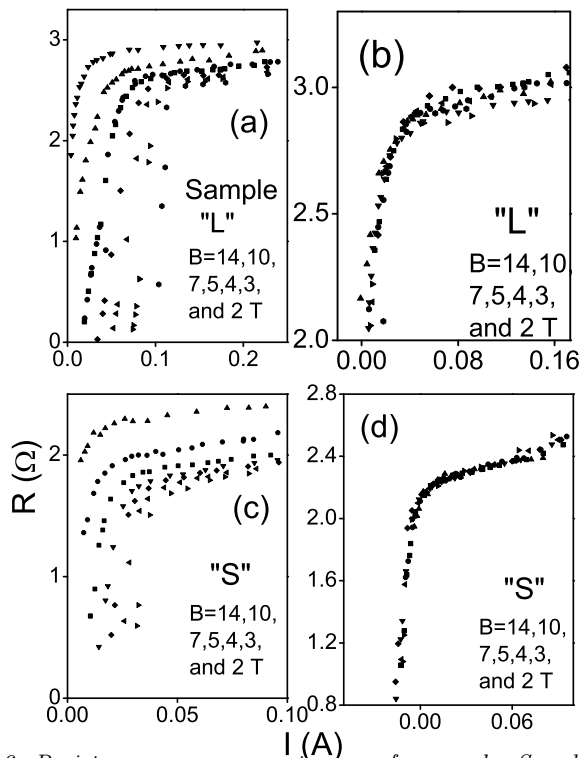 3
2
1
0
0.0
0.1
0.2
(a)
Sample
"L"
B=14,10,
7,5,4,3,
and 2 T
3.0
2.5
2.0
0.00
0.08
0.16
(b)
"L"
B=14,10,
7,5,4,3,
and 2 T
R (Ω)
2
1
0
0.00
0.05
0.10
(c)
"S"
B=14,10,
7,5,4,3,
and 2 T
2.8
2.4
2.0
1.6
1.2
0.8
0.00
0.06
(d)
"S"
B=14,10,
7,5,4,3,
and 2 T
I (A)